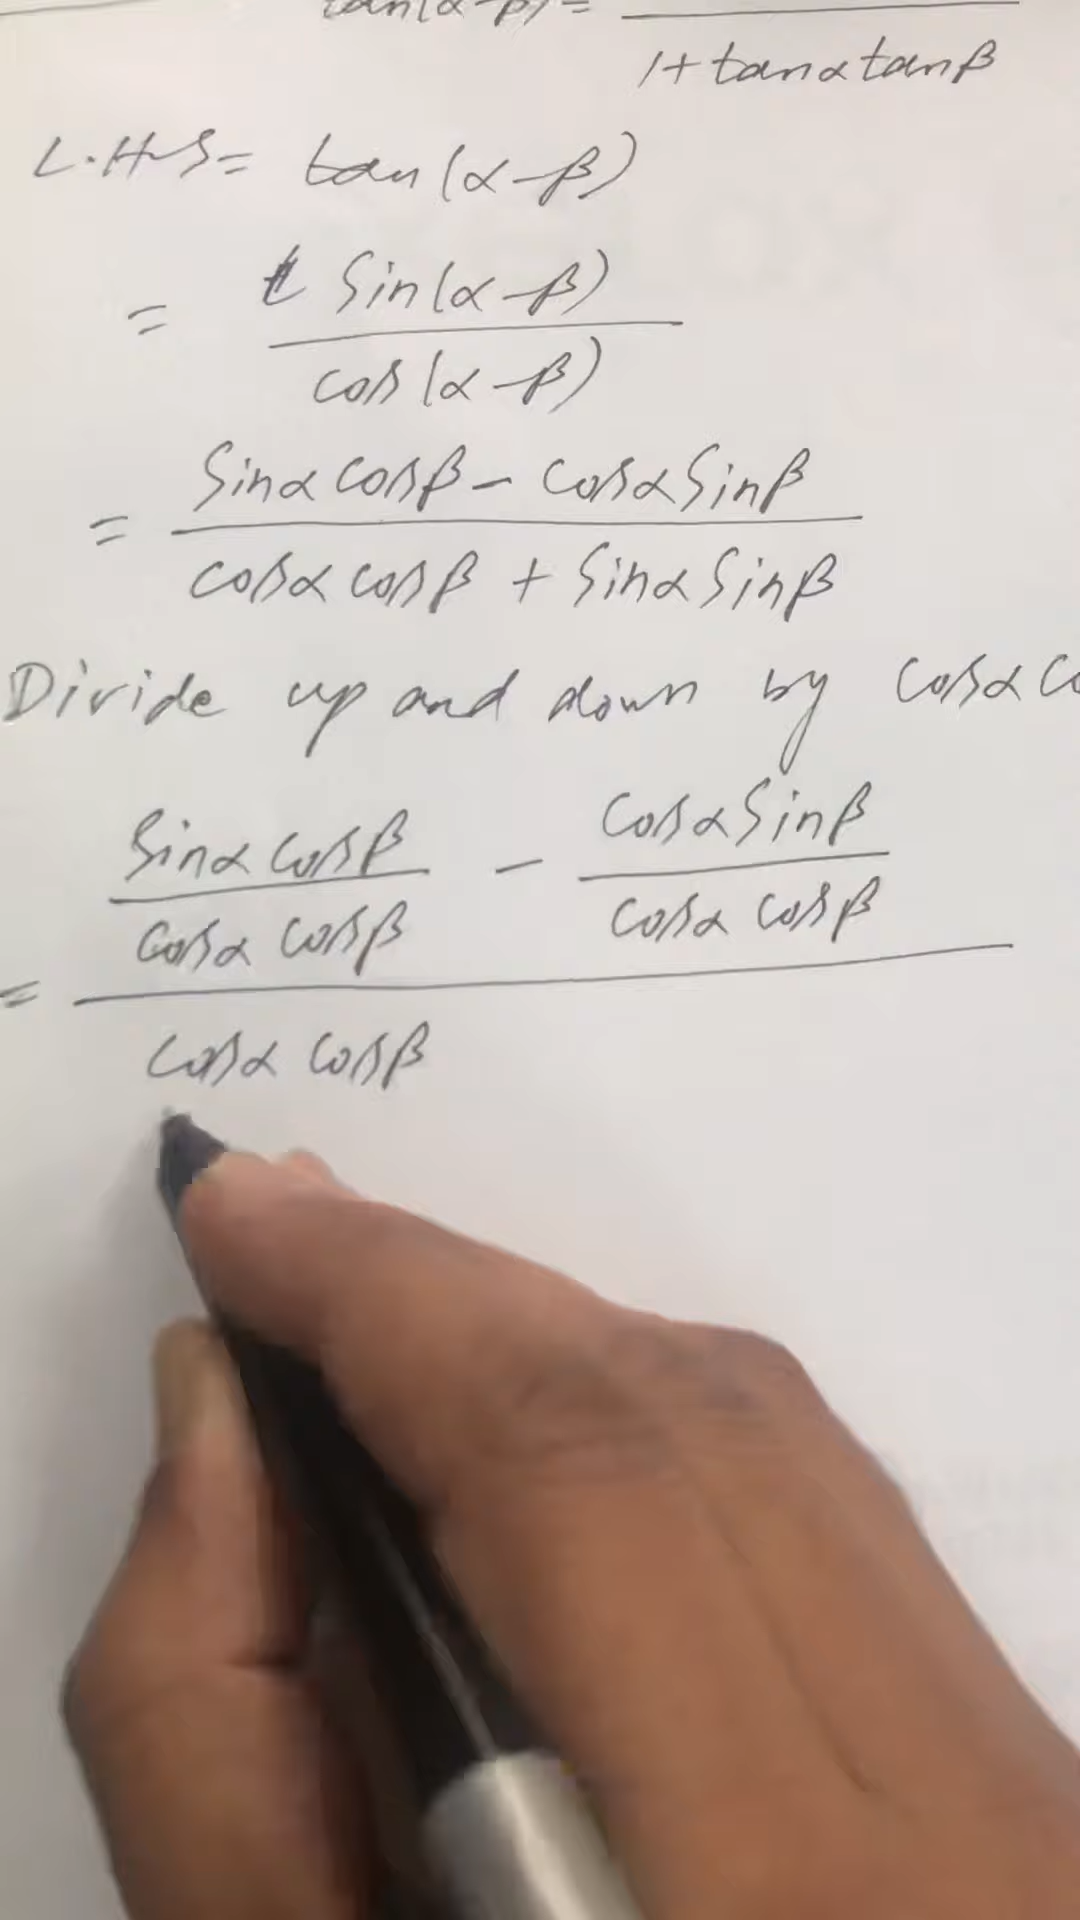 tan(α-β)=
1+tanαtanβ
L.H.S= tan(α-β)
= Sin(α-β)
cos(α-β)
= Sinα cosβ - cosα Sinβ
cosα cosβ + Sinα Sinβ
Divide up and down by cosα
Sinα cosβ - cosα Sinβ
cosα cosβ cosα cosβ
=
cosα cosβ